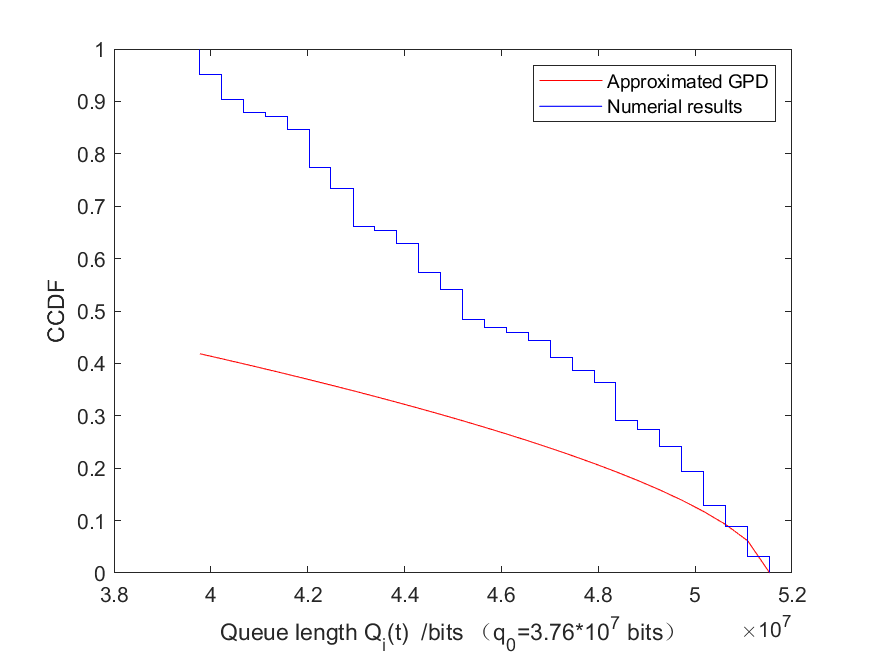 1
0.9
0.8
0.7
0.6
0.5
0.4
0.3
0.2
0.1
0
CCDF
Approximated GPD
Numerial results
3.8 4 4.2 4.4 4.6 4.8 5 5.2
×10^7
Queue length Q_i(t) /bits （q_0=3.76*10^7 bits）